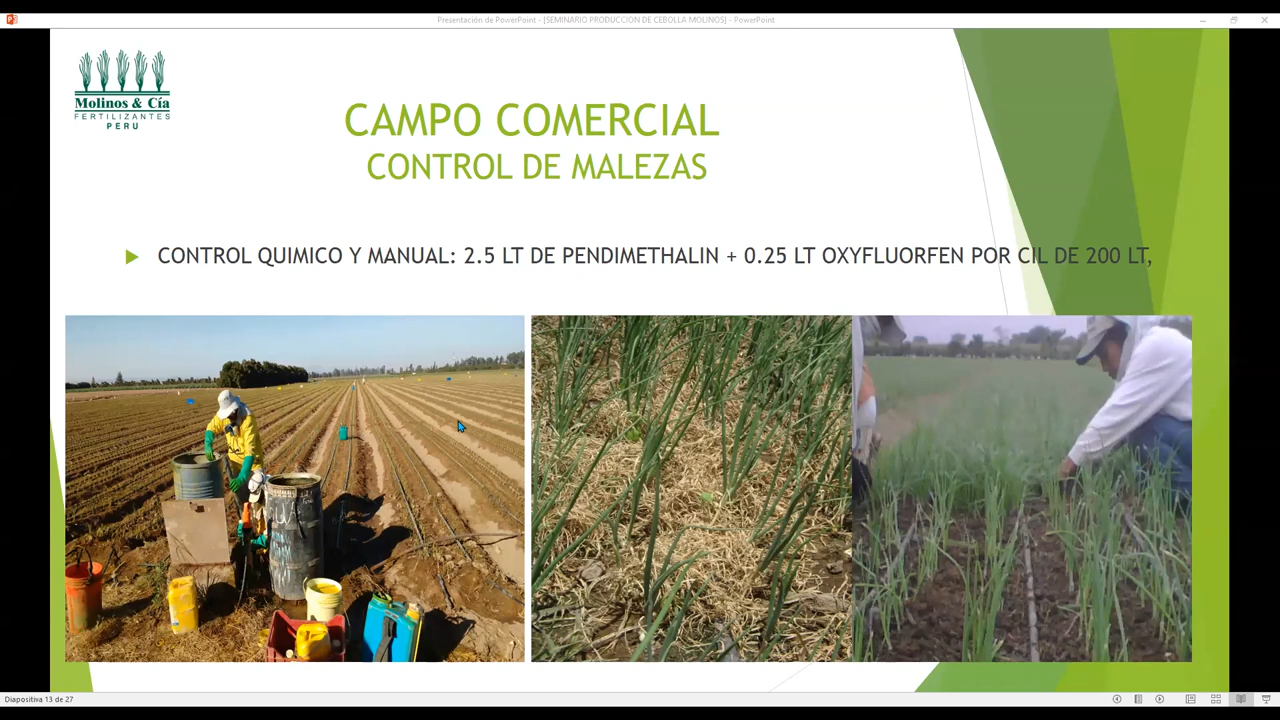 Presentación de PowerPoint - [SEMINARIO PRODUCCION DE CEBOLLA MOLINOS] - PowerPoint
Molinos & Cía
FERTILIZANTES
PERU
CAMPO COMERCIAL
CONTROL DE MALEZAS
CONTROL QUIMICO Y MANUAL: 2.5 LT DE PENDIMETHALIN + 0.25 LT OXYFLUORFEN POR CIL DE 200 LT,
Diapositiva 13 de 27